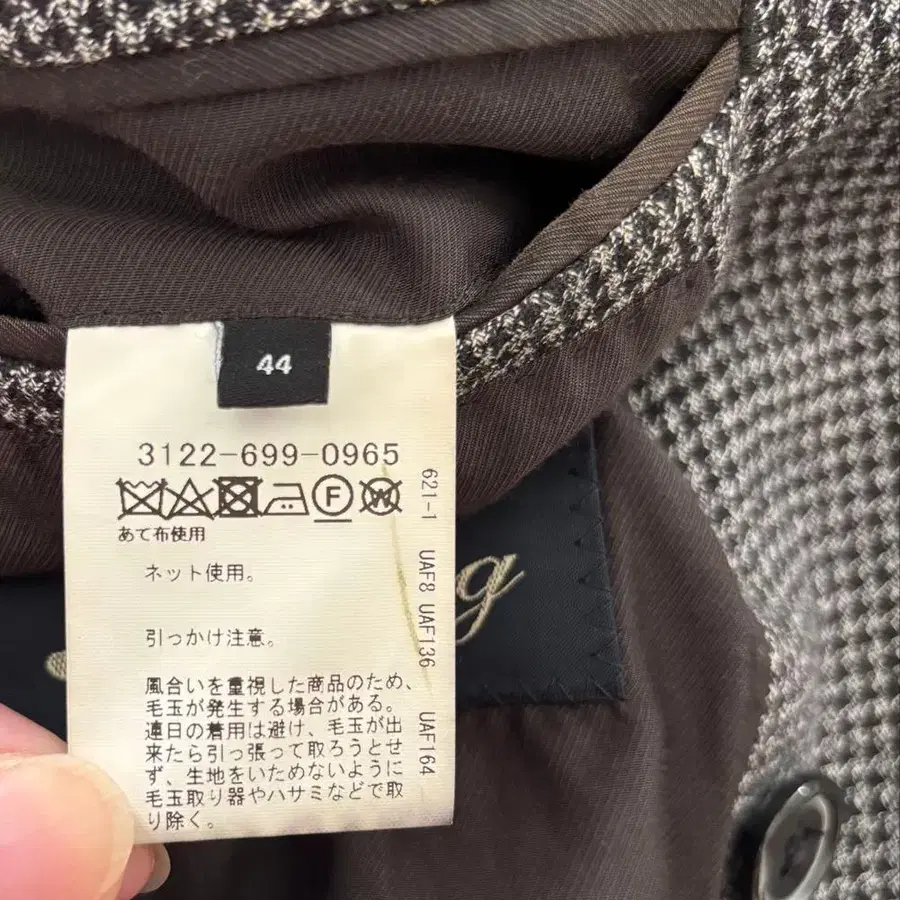 44
3122-699-0965
F
W
あて布使用
ネット使用。
引っかけ注意。
風合いを重視した商品のため、
毛玉が発生する場合がある。
連日の着用は避け、毛玉が出
来たら引っ張って取ろうとせ
ず、生地をいためないように
毛玉取り器やハサミなどで取
り除く。
621-1 UAF8 UAF136 UAF164
g